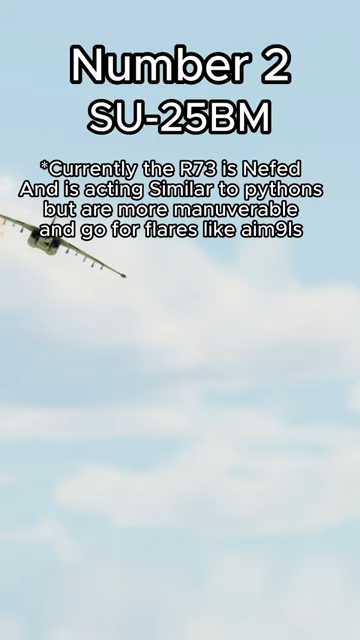 Number 2
SU-25BM
*Currently the R73 is Nefed
And is acting Similar to pythons
but are more manuverable
and go for flares like aim9ls